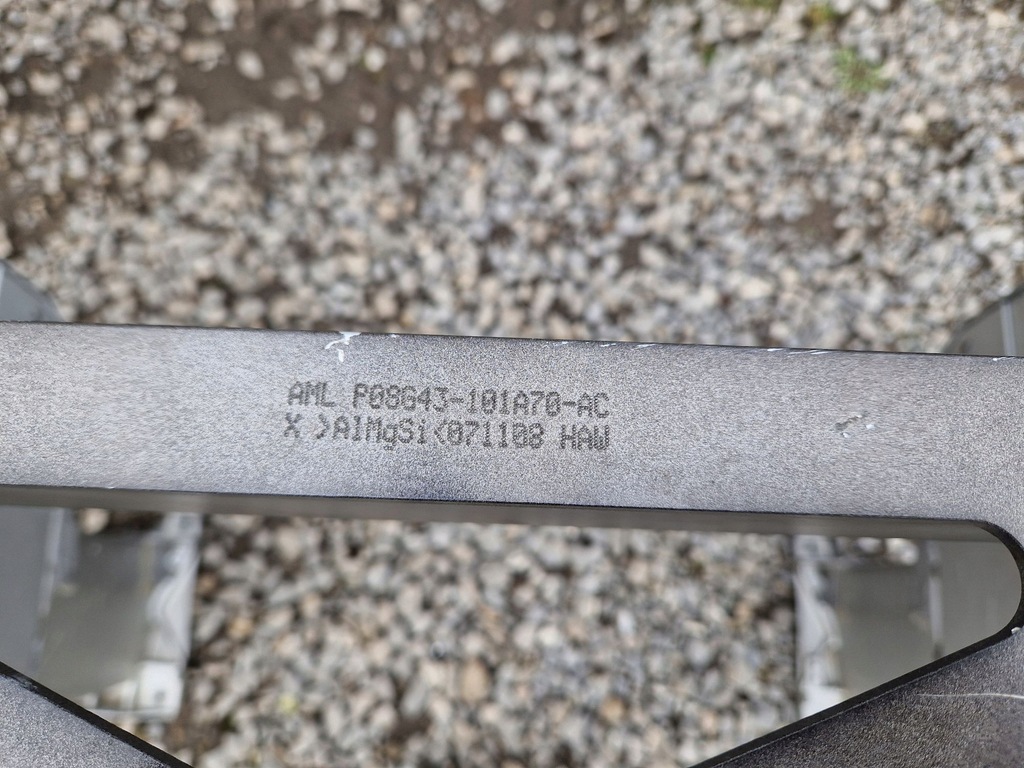 AML P08G43-101A70-AC
X >AlMgSi<071108 HAW